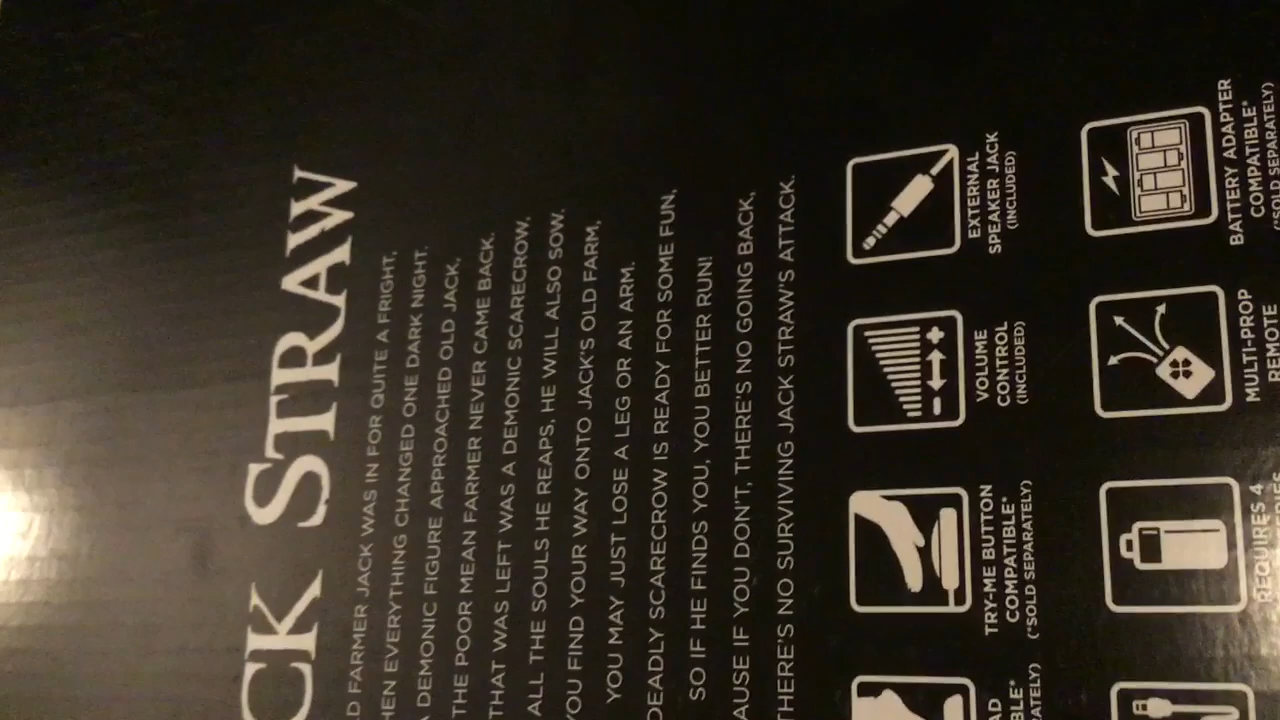 CK STRAW
D FARMER JACK WAS IN FOR QUITE A FRIGHT,
HEN EVERYTHING CHANGED ONE DARK NIGHT.
A DEMONIC FIGURE APPROACHED OLD JACK,
THE POOR MEAN FARMER NEVER CAME BACK.
THAT WAS LEFT WAS A DEMONIC SCARECROW,
ALL THE SOULS HE REAPS, HE WILL ALSO SOW.
YOU FIND YOUR WAY ONTO JACK'S OLD FARM,
YOU MAY JUST LOSE A LEG OR AN ARM.
DEADLY SCARECROW IS READY FOR SOME FUN,
SO IF HE FINDS YOU, YOU BETTER RUN!
AUSE IF YOU DON'T, THERE'S NO GOING BACK,
THERE'S NO SURVIVING JACK STRAW'S ATTACK.
AD
BLE*
RATELY)
TRY-ME BUTTON
COMPATIBLE*
(*SOLD SEPARATELY)
VOLUME
CONTROL
(INCLUDED)
EXTERNAL
SPEAKER JACK
(INCLUDED)
REQUIRES 4
MULTI-PROP
REMOTE
BATTERY ADAPTER
COMPATIBLE*
(*SOLD SEPARATELY)